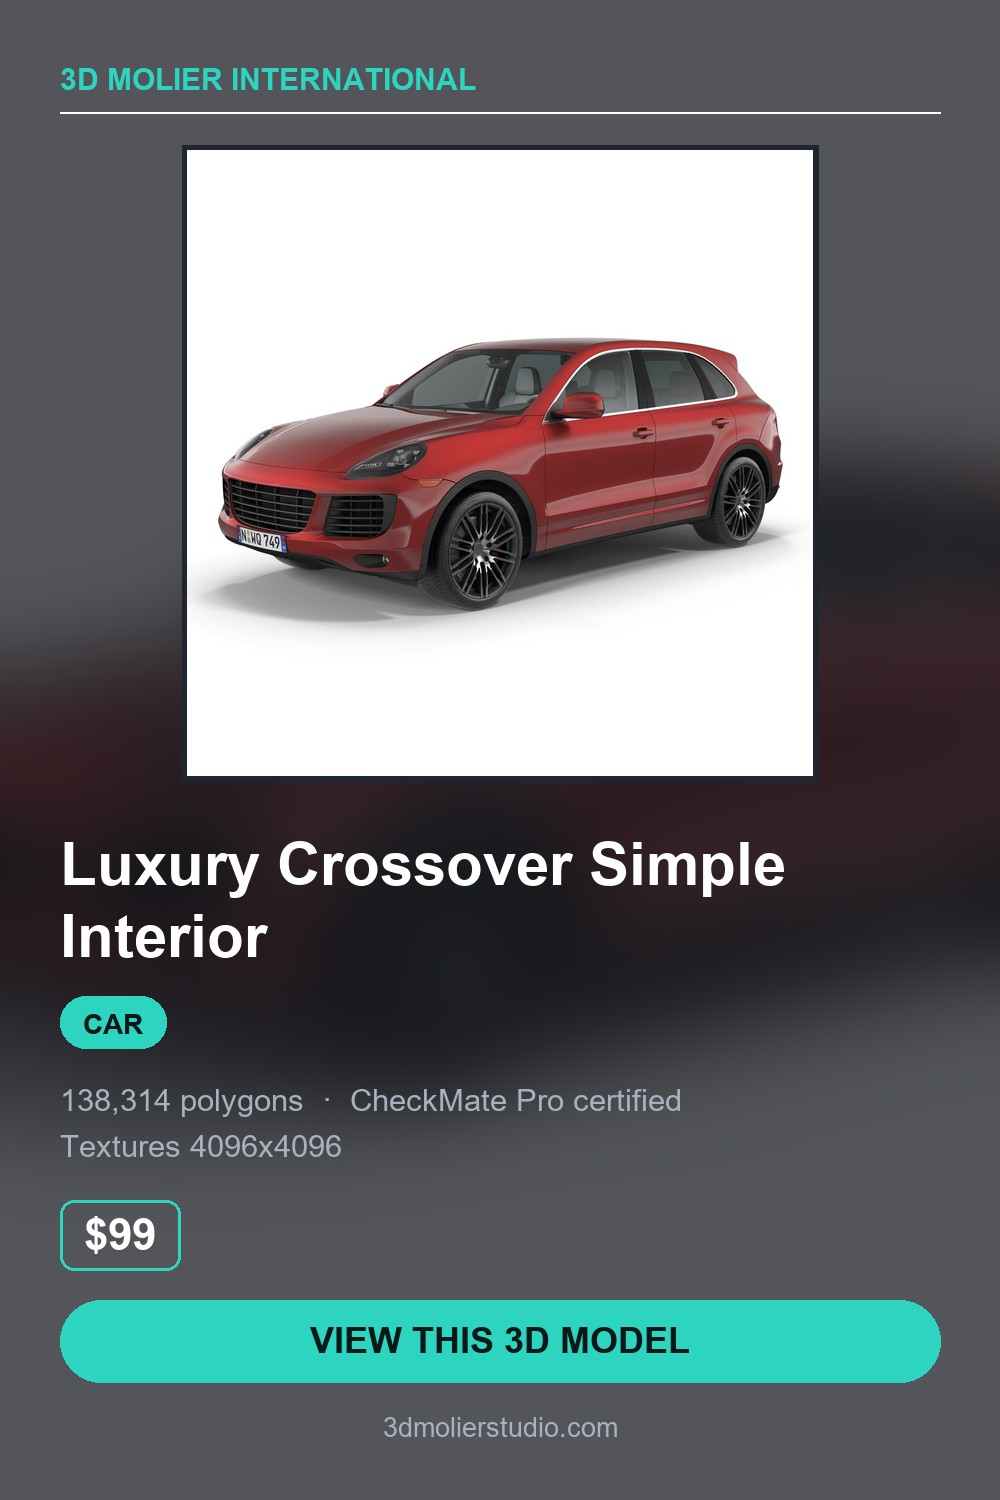 3D MOLIER INTERNATIONAL
N WQ 749
Luxury Crossover Simple
Interior
CAR
138,314 polygons · CheckMate Pro certified
Textures 4096x4096
$99
VIEW THIS 3D MODEL
3dmolierstudio.com